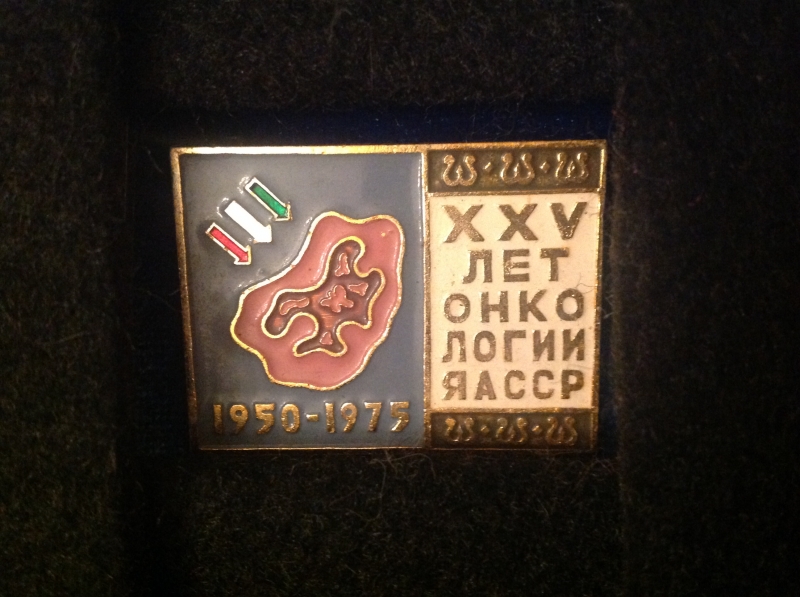 1950-1975
XXV
ЛЕТ
ОНКО
ЛОГИИ
ЯАССР